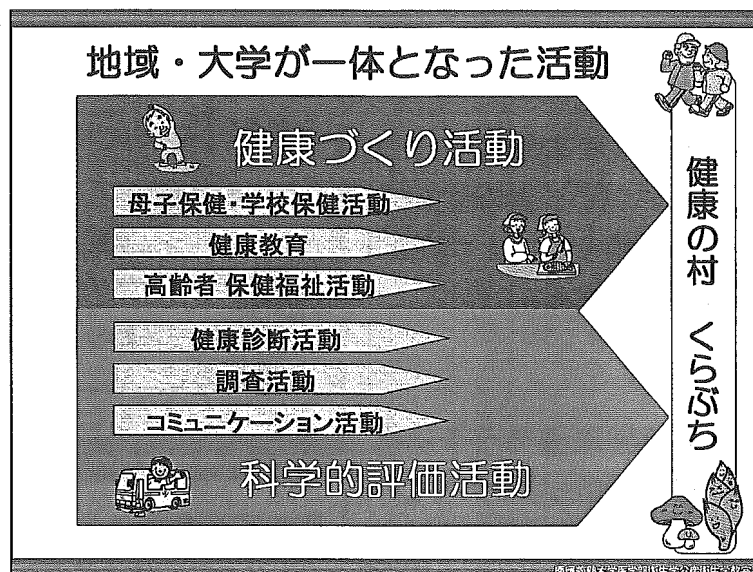 地域・大学が一体となった活動
健康づくり活動
母子保健・学校保健活動
健康教育
高齢者 保健福祉活動
健康診断活動
調査活動
コミュニケーション活動
科学的評価活動
健康の村 くらぶち